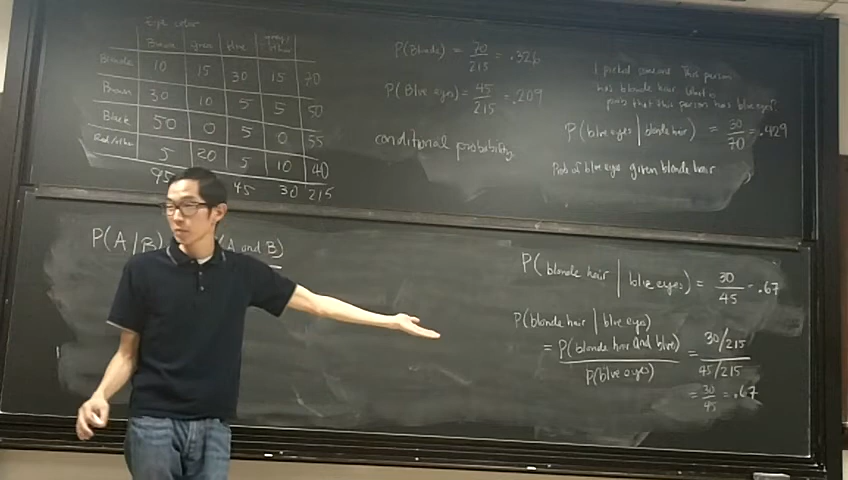 Eye color
Brown green blue other
Blonde 10 15 30 15 70
Brown 30 10 5 5 50
Black 50 0 5 0 55
Red/other 5 20 5 10 40
95 45 30 215
P(Blonde) = 70/215 = .326
P(Blue eyes) = 45/215 = .209
conditional probability
I picked someone This person
has blonde hair What is
prob that this person has blue eyes?
P(blue eyes | blonde hair) = 30/70 = .429
Prob of blue eye given blonde hair
P(A|B) (A and B)
P(blonde hair | blue eyes) = 30/45 = .67
P(blonde hair | blue eyes)
= P(blonde hair and blue) / P(blue eyes) = 30/215 / 45/215
= 30/45 = .67